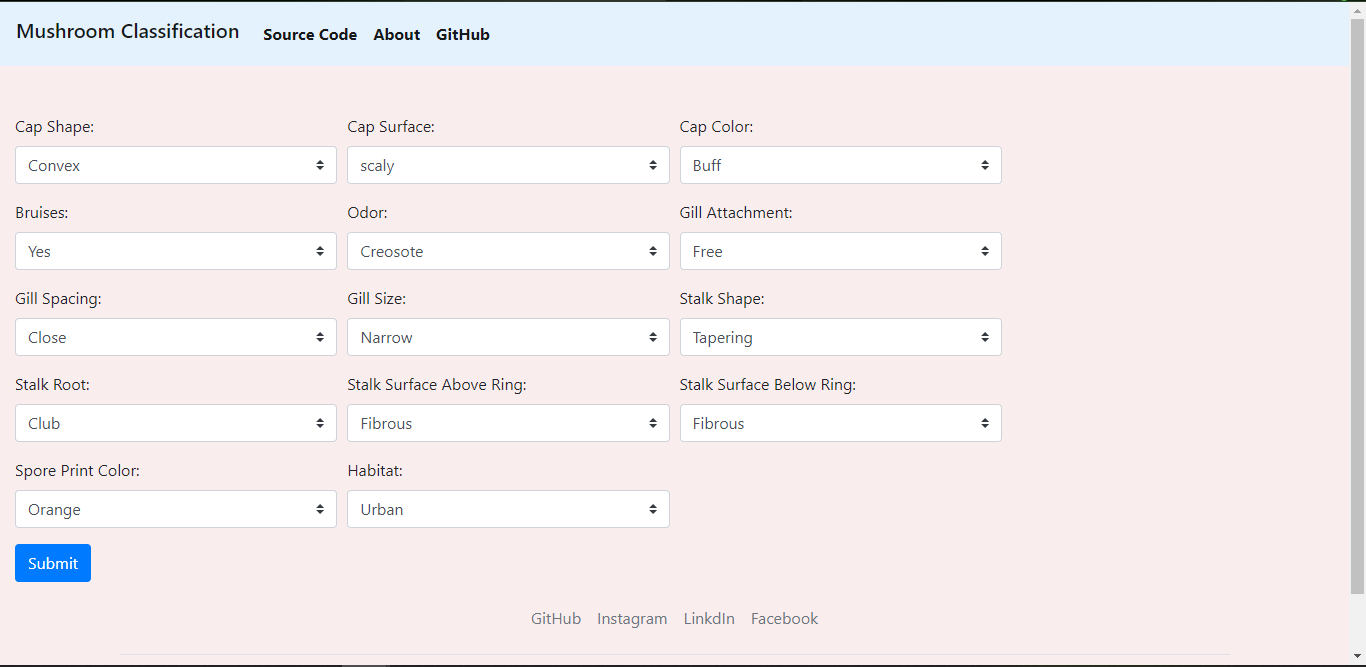 Mushroom Classification Source Code About GitHub
Cap Shape: Cap Surface: Cap Color:
Convex scaly Buff
Bruises: Odor: Gill Attachment:
Yes Creosote Free
Gill Spacing: Gill Size: Stalk Shape:
Close Narrow Tapering
Stalk Root: Stalk Surface Above Ring: Stalk Surface Below Ring:
Club Fibrous Fibrous
Spore Print Color: Habitat:
Orange Urban
Submit
GitHub Instagram LinkdIn Facebook